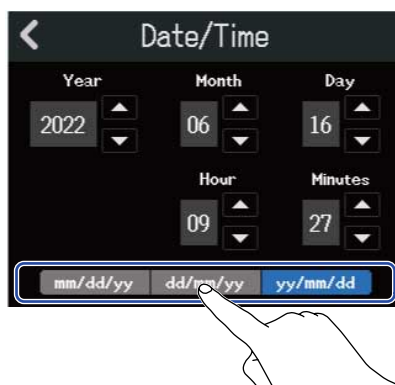 Date/Time
Year Month Day
2022 06 16
Hour Minutes
09 27
mm/dd/yy dd/mm/yy yy/mm/dd